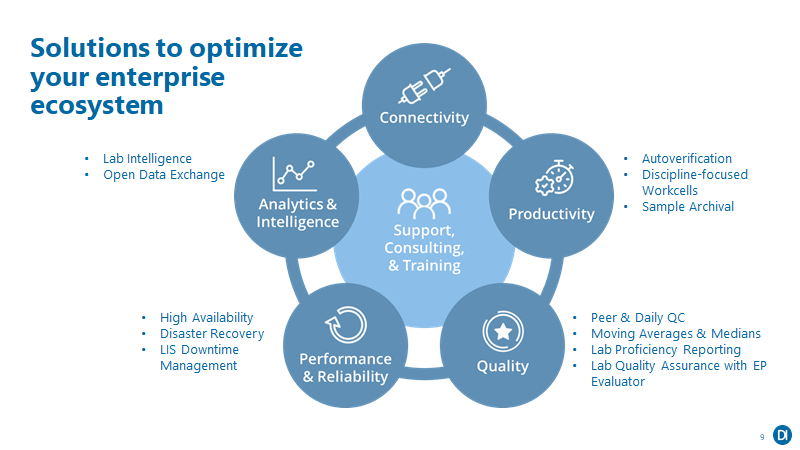 Solutions to optimize
your enterprise
ecosystem
Connectivity
• Lab Intelligence
• Open Data Exchange
Analytics &
Intelligence
Support,
Consulting,
& Training
Productivity
• Autoverification
• Discipline-focused
Workcells
• Sample Archival
• High Availability
• Disaster Recovery
• LIS Downtime
Management
Performance
& Reliability
Quality
• Peer & Daily QC
• Moving Averages & Medians
• Lab Proficiency Reporting
• Lab Quality Assurance with EP
Evaluator
9
DI